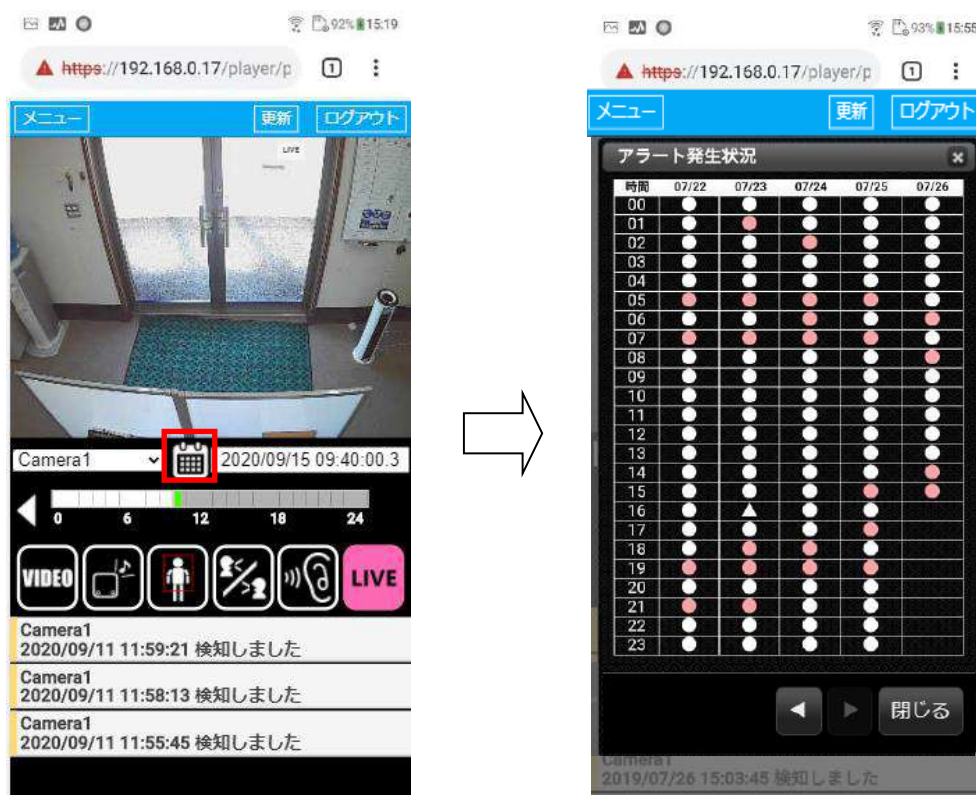 92% 15:19
https://192.168.0.17/player/p 1
メニュー 更新 ログアウト
LIVE
Camera1 2020/09/15 09:40:00.3
0 6 12 18 24
VIDEO LIVE
Camera1
2020/09/11 11:59:21 検知しました
Camera1
2020/09/11 11:58:13 検知しました
Camera1
2020/09/11 11:55:45 検知しました
93% 15:55
https://192.168.0.17/player/p 1
メニュー 更新 ログアウト
アラート発生状況
時間 07/22 07/23 07/24 07/25 07/26
00
01
02
03
04
05
06
07
08
09
10
11
12
13
14
15
16
17
18
19
20
21
22
23
閉じる
Camera1
2019/07/26 15:03:45 検知しました